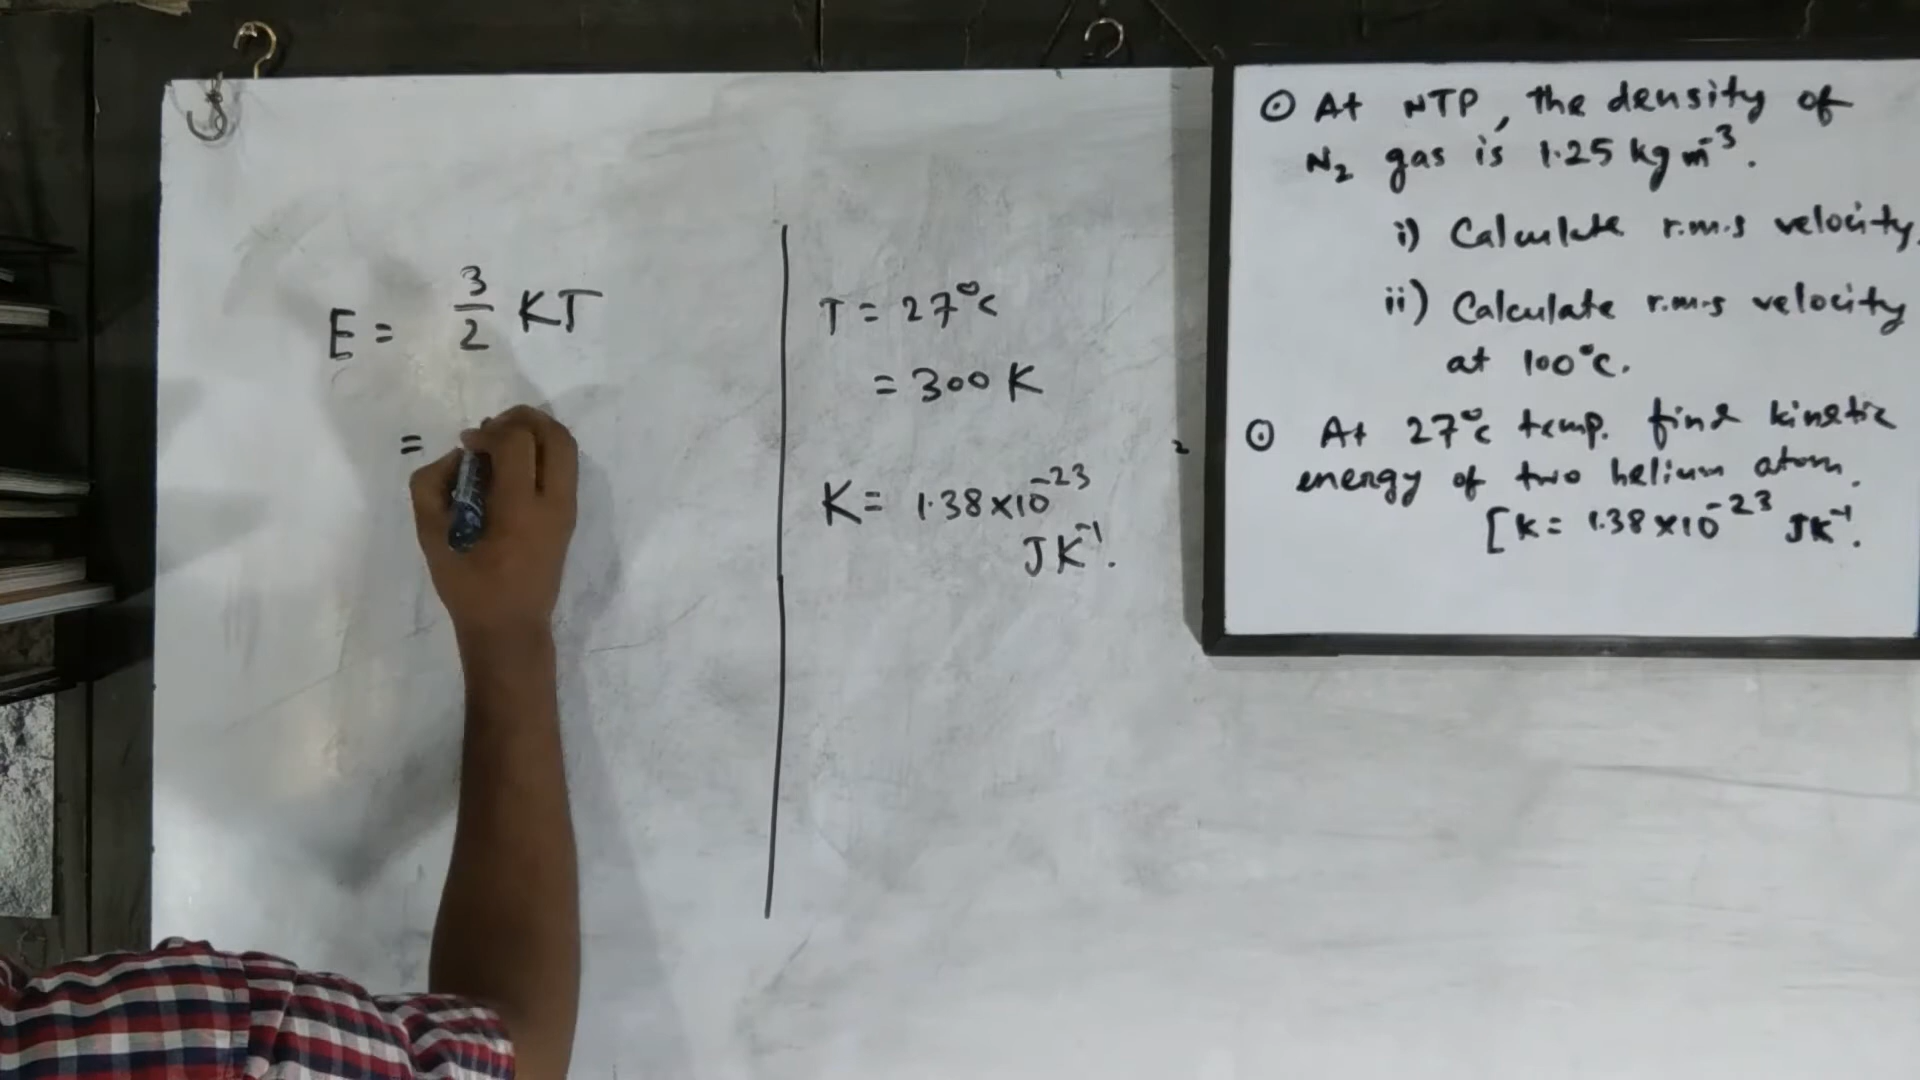 E = 3/2 KT
=
T = 27°C
= 300 K
K = 1.38×10⁻²³
JK⁻¹.
⊙ At NTP, the density of
N₂ gas is 1.25 kg m⁻³.
i) Calculate r.m.s velocity.
ii) Calculate r.m.s velocity
at 100°C.
⊙ At 27°C temp. find kinetic
energy of two helium atom.
[K = 1.38×10⁻²³ JK⁻¹.